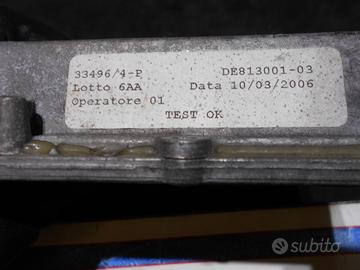 33496/4-P DE813001-03
Lotto 6AA Data 10/03/2006
Operatore 01
TEST OK
subito